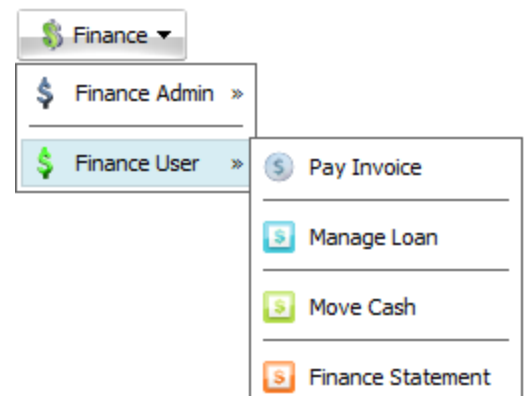 Finance
Finance Admin »
Finance User »
Pay Invoice
Manage Loan
Move Cash
Finance Statement